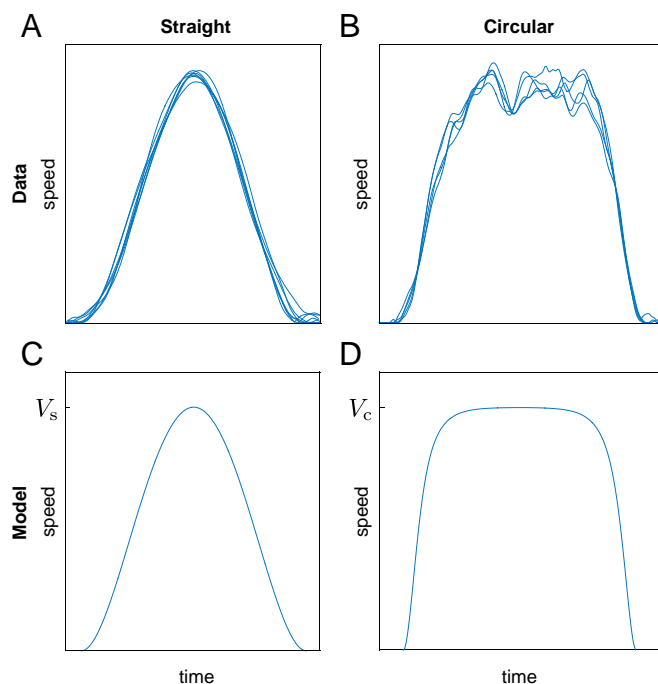 A Straight B Circular
Data
speed
speed
C D
Vs Vc
Model
speed
speed
time time